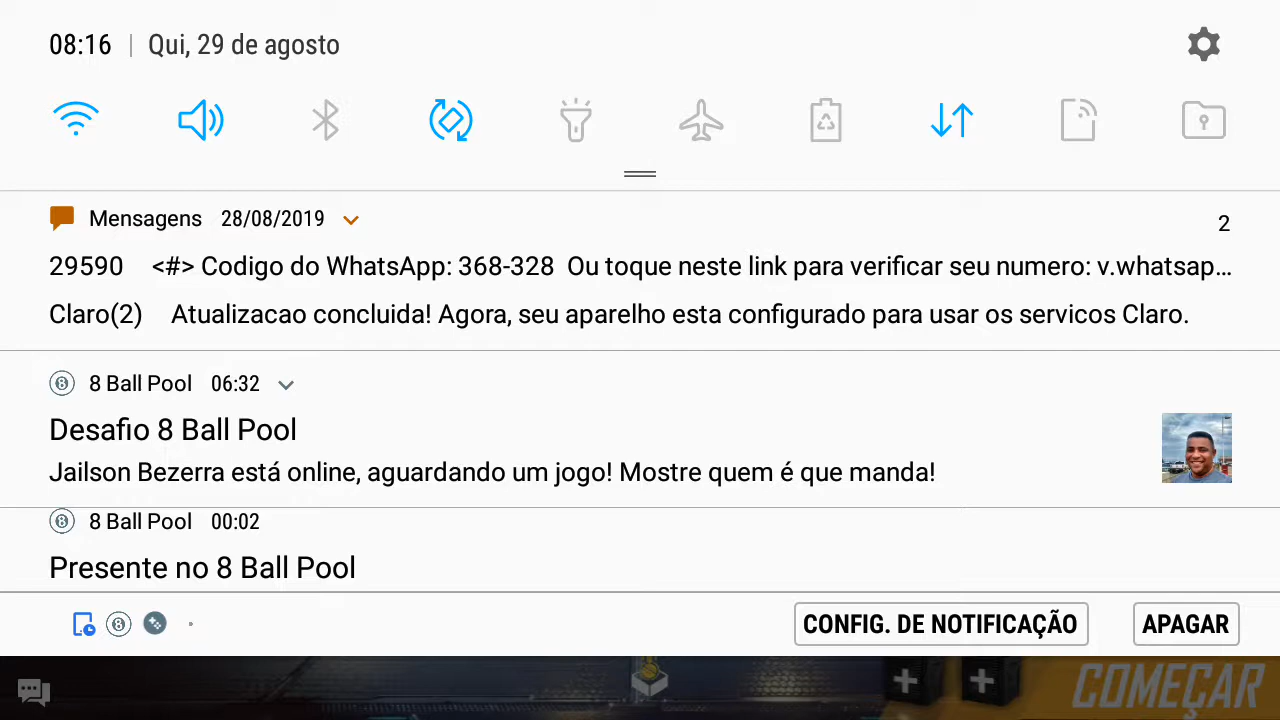 08:16 | Qui, 29 de agosto
Mensagens 28/08/2019
2
29590 <#> Codigo do WhatsApp: 368-328 Ou toque neste link para verificar seu numero: v.whatsap...
Claro(2) Atualizacao concluida! Agora, seu aparelho esta configurado para usar os servicos Claro.
8 Ball Pool 06:32
Desafio 8 Ball Pool
Jailson Bezerra está online, aguardando um jogo! Mostre quem é que manda!
8 Ball Pool 00:02
Presente no 8 Ball Pool
CONFIG. DE NOTIFICAÇÃO APAGAR
COMEÇAR